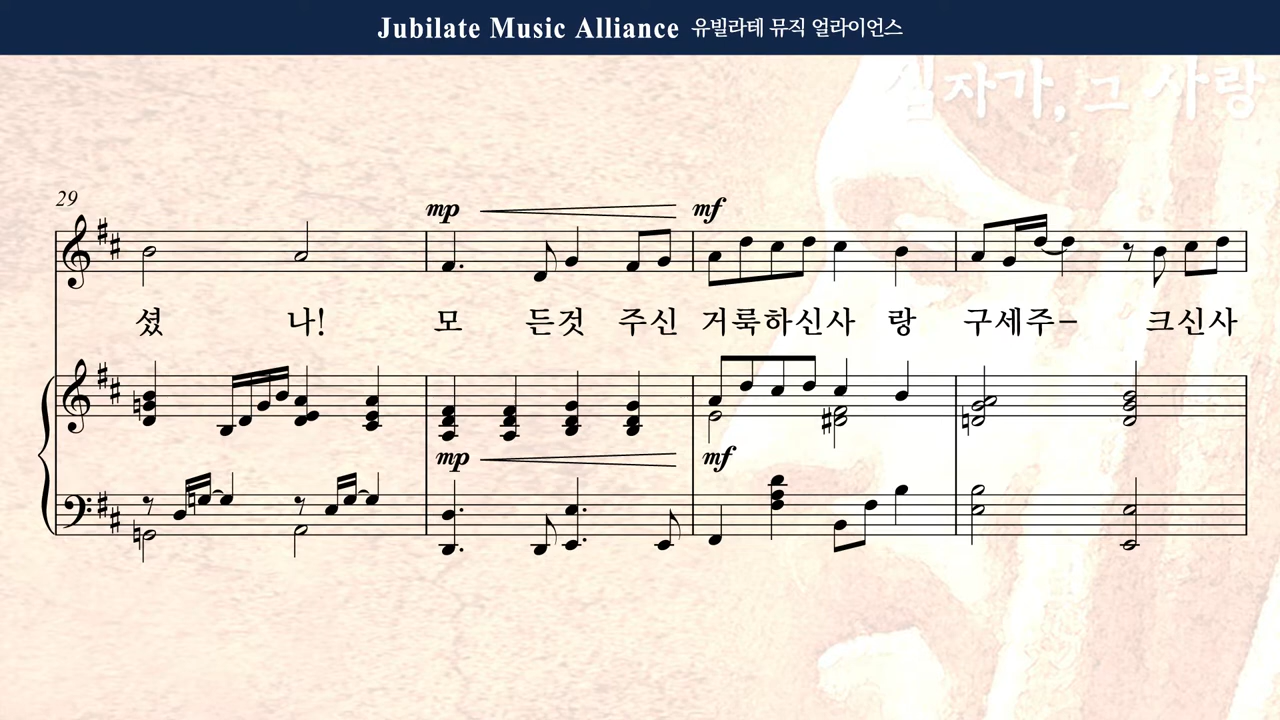 Jubilate Music Alliance 유빌라테 뮤직 얼라이언스
십자가, 그 사랑
29
mp mf
셨 나! 모 든것 주신 거룩하신사 랑 구세주– 크신사
mp mf